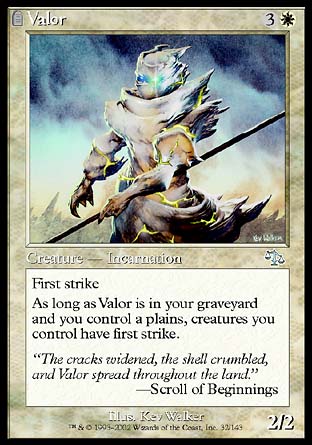 Valor 3
Kev Walker
Creature — Incarnation
First strike
As long as Valor is in your graveyard
and you control a plains, creatures you
control have first strike.
“The cracks widened, the shell crumbled,
and Valor spread throughout the land.”
—Scroll of Beginnings
Illus. Kev Walker
2/2
™ & © 1993–2002 Wizards of the Coast, Inc. 32/143